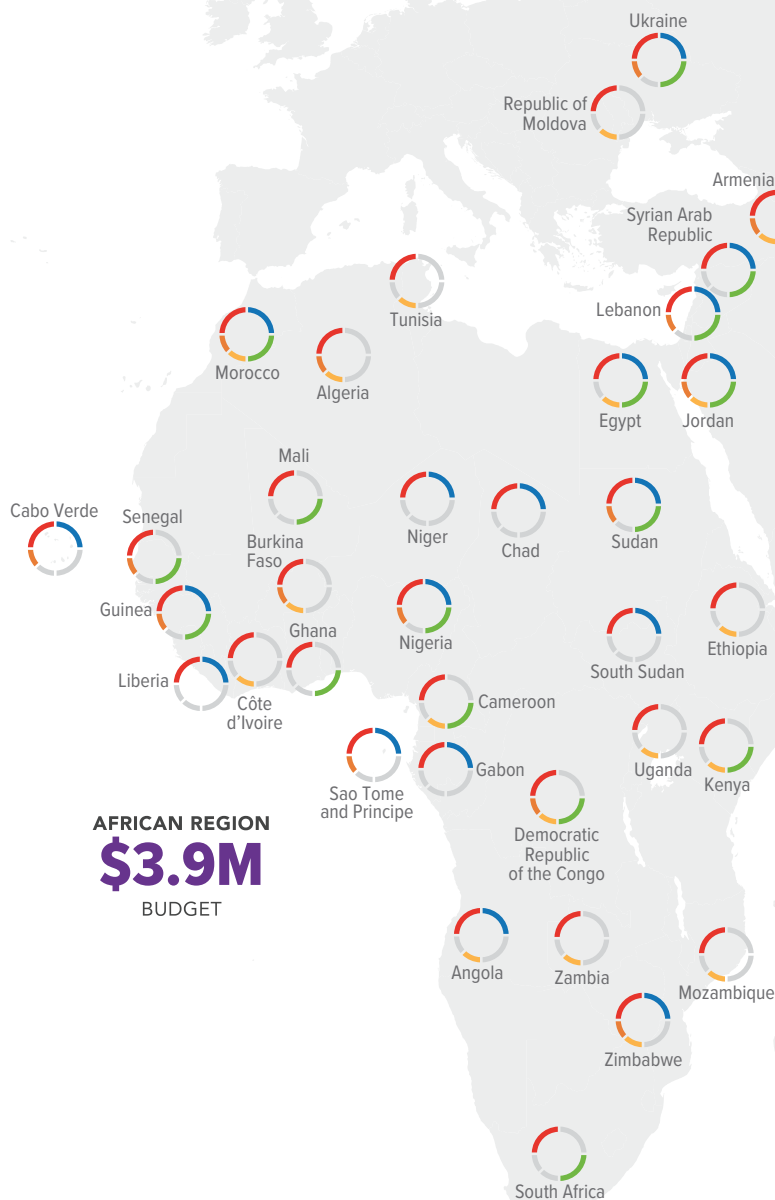 Ukraine
Republic of
Moldova
Armenia
Syrian Arab
Republic
Lebanon
Tunisia
Morocco
Algeria
Egypt
Jordan
Mali
Cabo Verde
Senegal
Niger
Chad
Sudan
Burkina
Faso
Guinea
Ghana
Nigeria
Ethiopia
South Sudan
Liberia
Côte
d'Ivoire
Cameroon
Gabon
Uganda
Kenya
Sao Tome
and Principe
AFRICAN REGION
$3.9M
BUDGET
Democratic
Republic
of the Congo
Angola
Zambia
Mozambique
Zimbabwe
South Africa